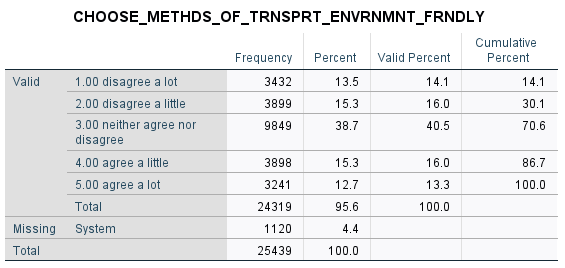 CHOOSE_METHDS_OF_TRNSPRT_ENVRNMNT_FRNDLY
Frequency Percent Valid Percent Cumulative Percent
Valid 1.00 disagree a lot 3432 13.5 14.1 14.1
2.00 disagree a little 3899 15.3 16.0 30.1
3.00 neither agree nor disagree 9849 38.7 40.5 70.6
4.00 agree a little 3898 15.3 16.0 86.7
5.00 agree a lot 3241 12.7 13.3 100.0
Total 24319 95.6 100.0
Missing System 1120 4.4
Total 25439 100.0